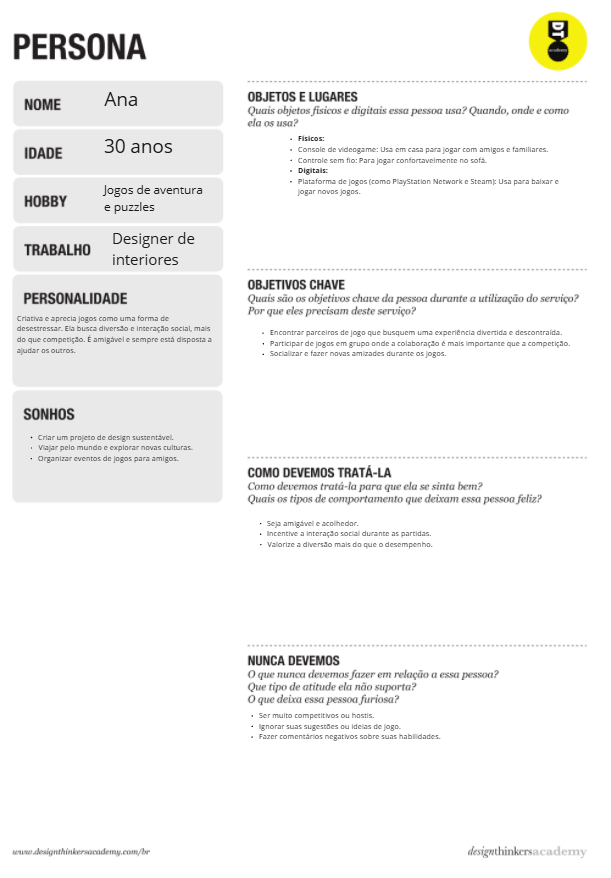 PERSONA
DT
academy
NOME
Ana
IDADE
30 anos
HOBBY
Jogos de aventura
e puzzles
TRABALHO
Designer de
interiores
PERSONALIDADE
Criativa e aprecia jogos como uma forma de
desestressar. Ela busca diversão e interação social, mais
do que competição. É amigável e sempre está disposta a
ajudar os outros.
SONHOS
• Criar um projeto de design sustentável.
• Viajar pelo mundo e explorar novas culturas.
• Organizar eventos de jogos para amigos.
OBJETOS E LUGARES
Quais objetos físicos e digitais essa pessoa usa? Quando, onde e como
ela os usa?
• Físicos:
• Console de videogame: Usa em casa para jogar com amigos e familiares.
• Controle sem fio: Para jogar confortavelmente no sofá.
• Digitais:
• Plataforma de jogos (como PlayStation Network e Steam): Usa para baixar e
jogar novos jogos.
OBJETIVOS CHAVE
Quais são os objetivos chave da pessoa durante a utilização do serviço?
Por que eles precisam deste serviço?
• Encontrar parceiros de jogo que busquem uma experiência divertida e descontraída.
• Participar de jogos em grupo onde a colaboração é mais importante que a competição.
• Socializar e fazer novas amizades durante os jogos.
COMO DEVEMOS TRATÁ-LA
Como devemos tratá-la para que ela se sinta bem?
Quais os tipos de comportamento que deixam essa pessoa feliz?
• Seja amigável e acolhedor.
• Incentive a interação social durante as partidas.
• Valorize a diversão mais do que o desempenho.
NUNCA DEVEMOS
O que nunca devemos fazer em relação a essa pessoa?
Que tipo de atitude ela não suporta?
O que deixa essa pessoa furiosa?
• Ser muito competitivos ou hostis.
• Ignorar suas sugestões ou ideias de jogo.
• Fazer comentários negativos sobre suas habilidades.
www.designthinkersacademy.com/br
designthinkersacademy